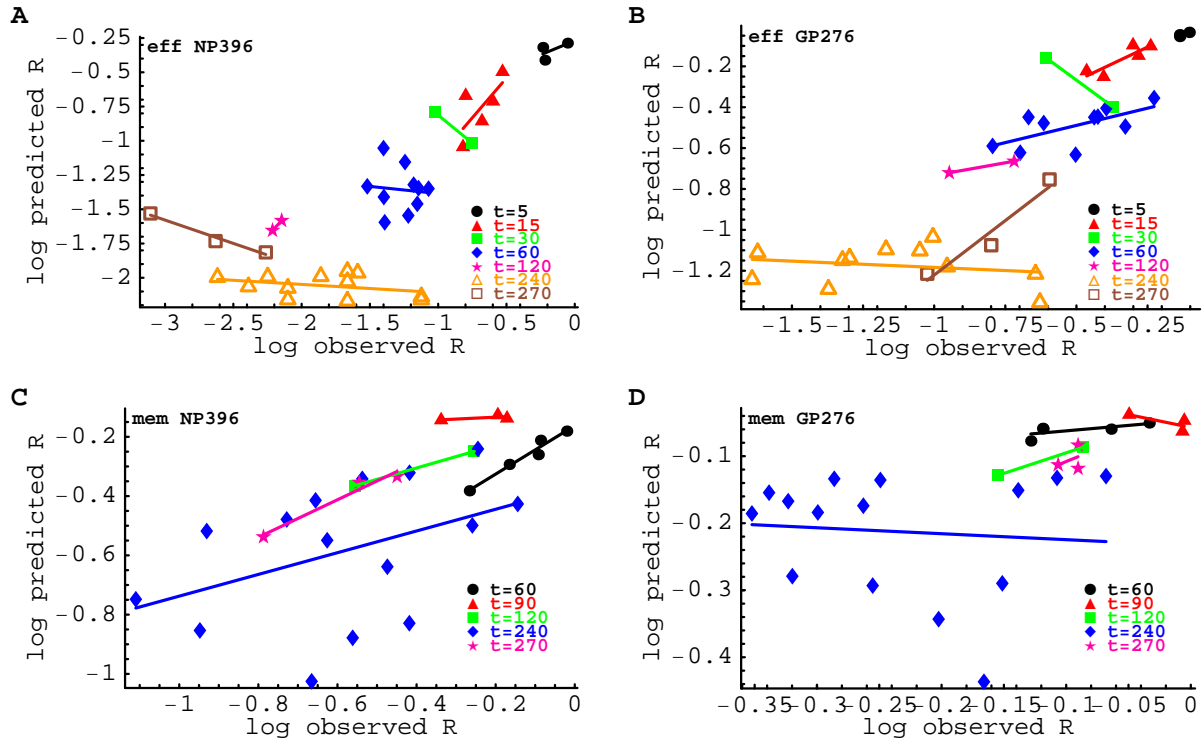 A
eff NP396
log predicted R
-0.25
-0.5
-0.75
-1
-1.25
-1.5
-1.75
-2
t=5
t=15
t=30
t=60
t=120
t=240
t=270
-3 -2.5 -2 -1.5 -1 -0.5 0
log observed R
B
eff GP276
log predicted R
-0.2
-0.4
-0.6
-0.8
-1
-1.2
t=5
t=15
t=30
t=60
t=120
t=240
t=270
-1.5 -1.25 -1 -0.75 -0.5 -0.25
log observed R
C
mem NP396
log predicted R
-0.2
-0.4
-0.6
-0.8
-1
t=60
t=90
t=120
t=240
t=270
-1 -0.8 -0.6 -0.4 -0.2 0
log observed R
D
mem GP276
log predicted R
-0.1
-0.2
-0.3
-0.4
t=60
t=90
t=120
t=240
t=270
-0.35 -0.3 -0.25 -0.2 -0.15 -0.1 -0.05 0
log observed R